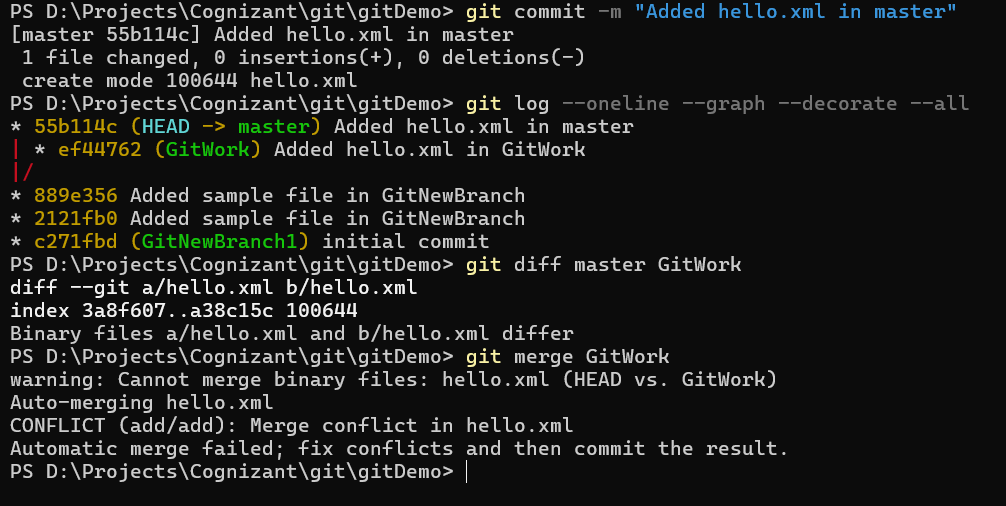 PS D:\Projects\Cognizant\git\gitDemo> git commit -m "Added hello.xml in master"
[master 55b114c] Added hello.xml in master
 1 file changed, 0 insertions(+), 0 deletions(-)
 create mode 100644 hello.xml
PS D:\Projects\Cognizant\git\gitDemo> git log --oneline --graph --decorate --all
* 55b114c (HEAD -> master) Added hello.xml in master
| * ef44762 (GitWork) Added hello.xml in GitWork
|/
* 889e356 Added sample file in GitNewBranch
* 2121fb0 Added sample file in GitNewBranch
* c271fbd (GitNewBranch1) initial commit
PS D:\Projects\Cognizant\git\gitDemo> git diff master GitWork
diff --git a/hello.xml b/hello.xml
index 3a8f607..a38c15c 100644
Binary files a/hello.xml and b/hello.xml differ
PS D:\Projects\Cognizant\git\gitDemo> git merge GitWork
warning: Cannot merge binary files: hello.xml (HEAD vs. GitWork)
Auto-merging hello.xml
CONFLICT (add/add): Merge conflict in hello.xml
Automatic merge failed; fix conflicts and then commit the result.
PS D:\Projects\Cognizant\git\gitDemo>